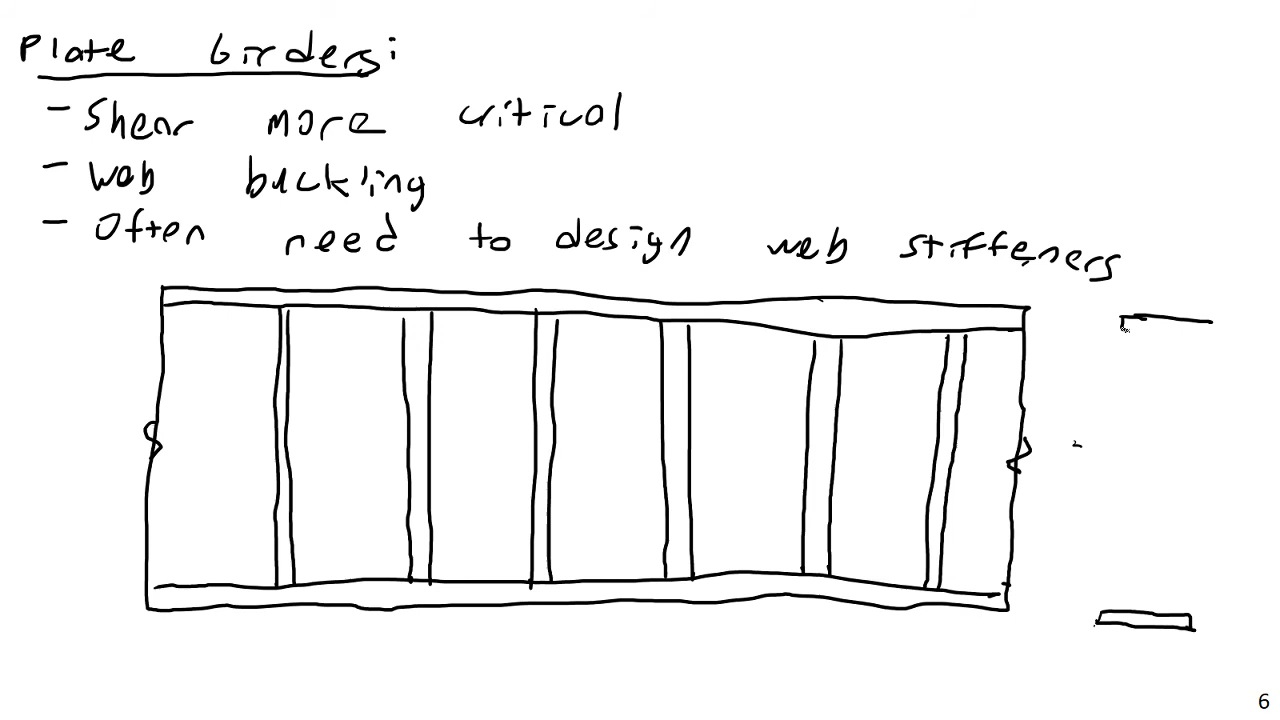 Plate Girders:
- Shear more critical
- Web buckling
- Often need to design web stiffeners
6